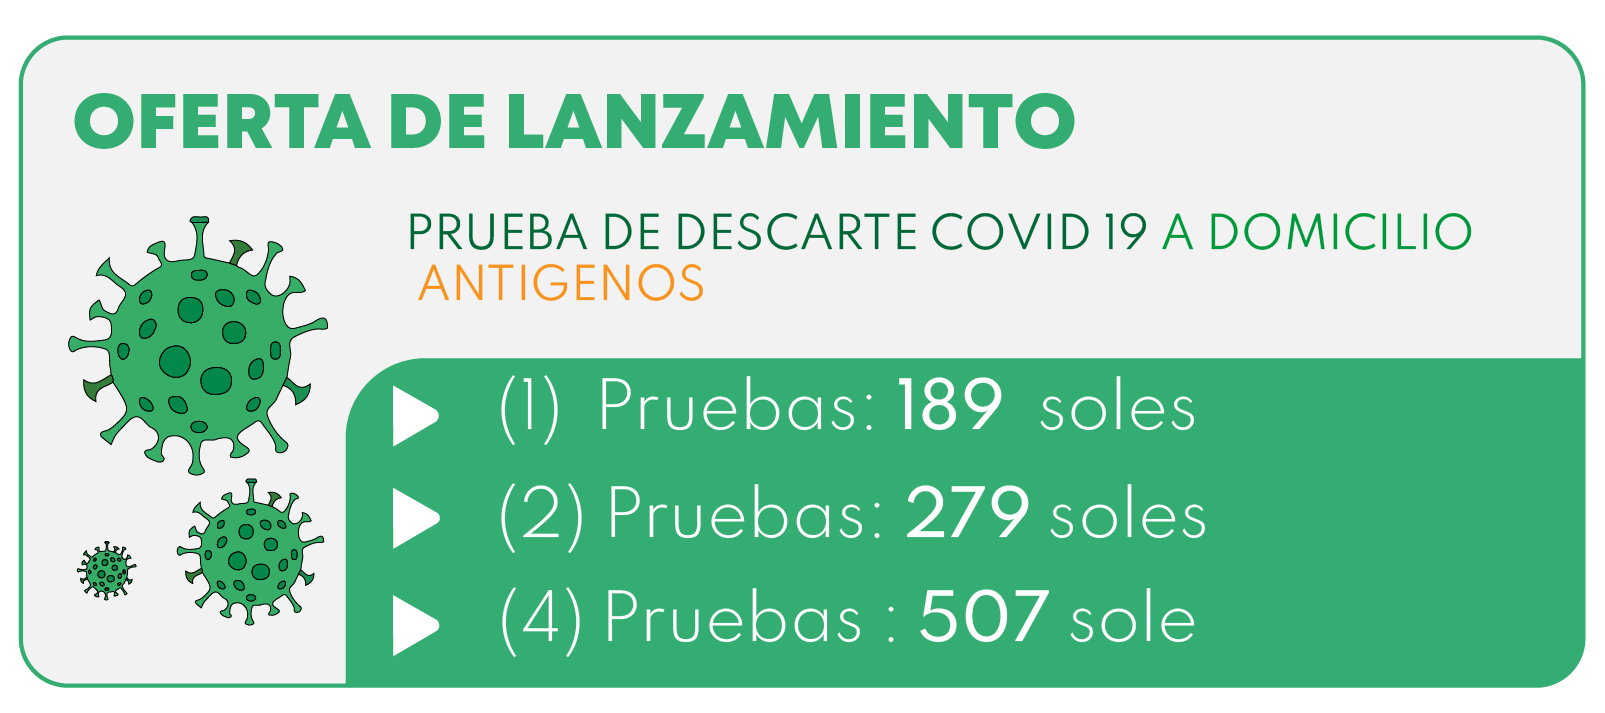 OFERTA DE LANZAMIENTO
PRUEBA DE DESCARTE COVID 19 A DOMICILIO
ANTIGENOS
(1) Pruebas: 189 soles
(2) Pruebas: 279 soles
(4) Pruebas : 507 sole